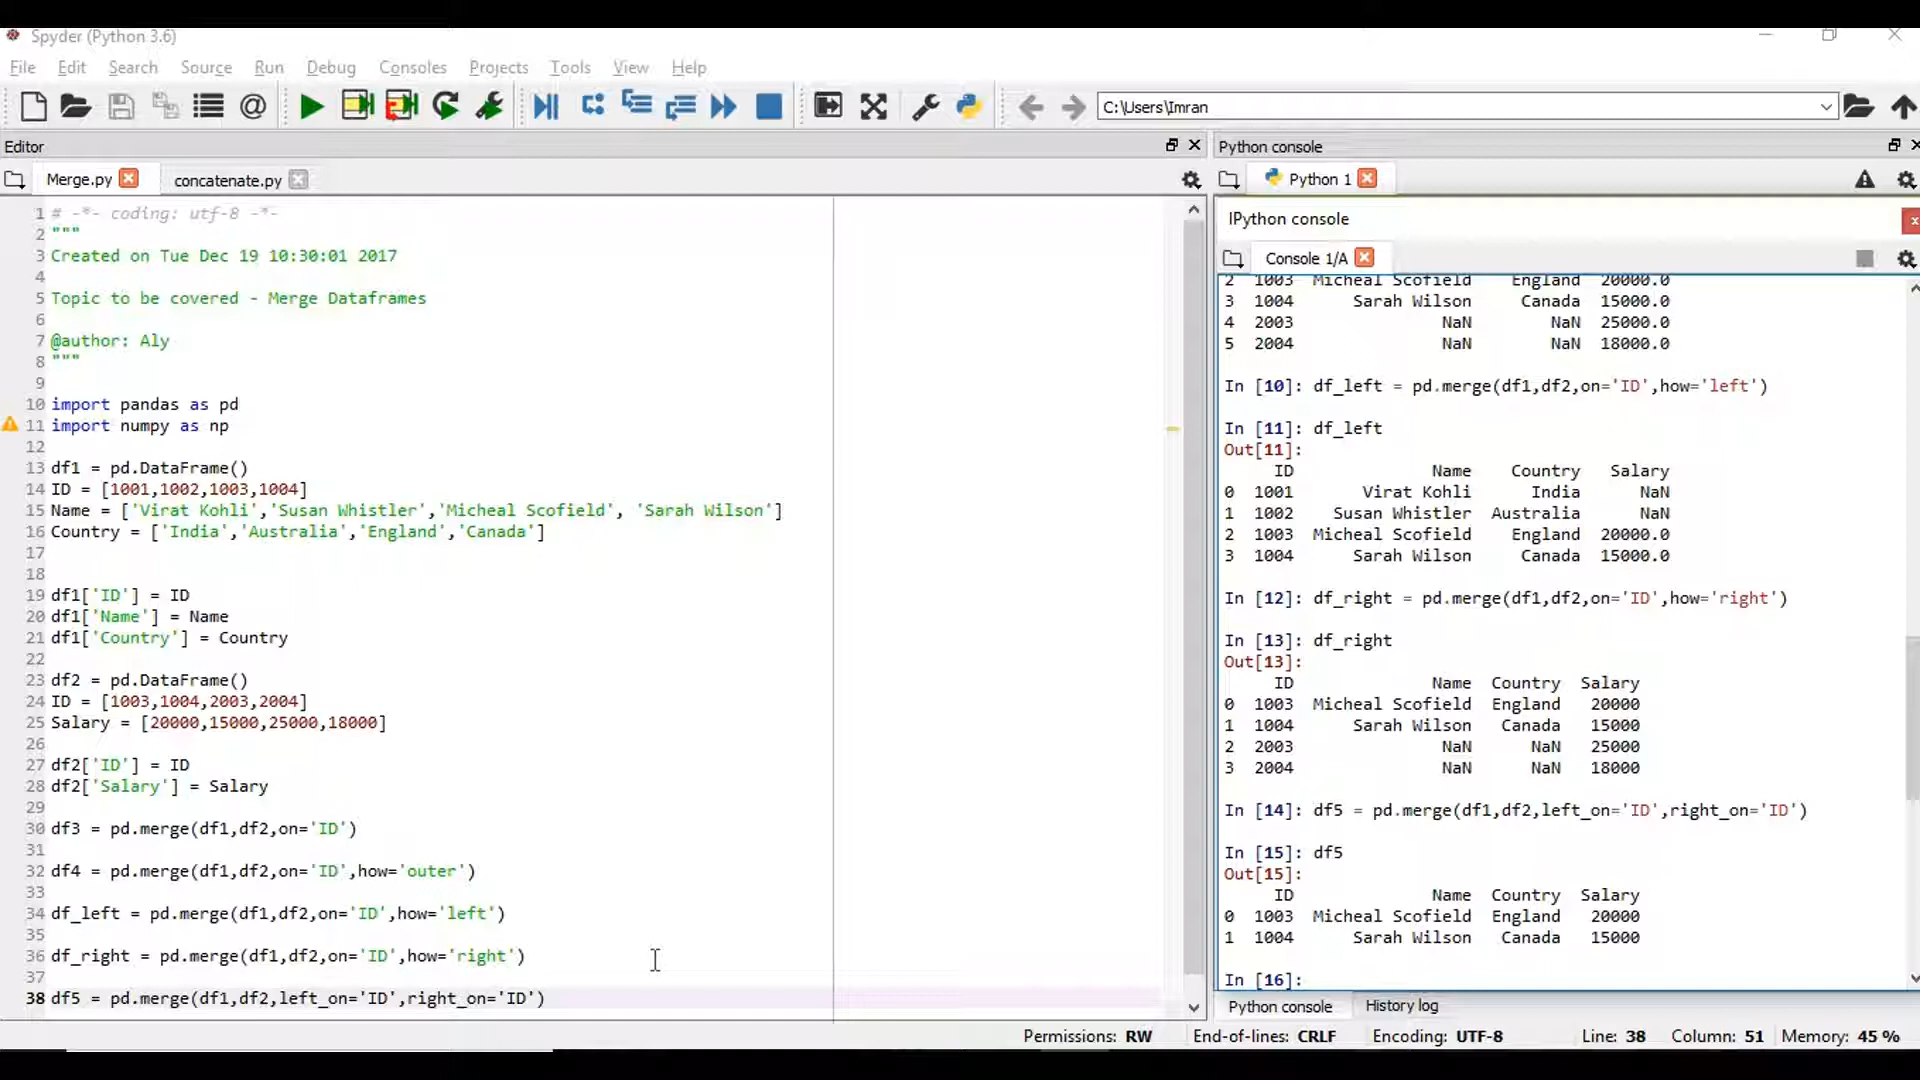 Spyder (Python 3.6)
File Edit Search Source Run Debug Consoles Projects Tools View Help
C:\Users\Imran
Editor
Merge.py concatenate.py
1 # -*- coding: utf-8 -*-
2 """
3 Created on Tue Dec 19 10:30:01 2017
4
5 Topic to be covered - Merge Dataframes
6
7 @author: Aly
8 """
9
10 import pandas as pd
11 import numpy as np
12
13 df1 = pd.DataFrame()
14 ID = [1001,1002,1003,1004]
15 Name = ['Virat Kohli','Susan Whistler','Micheal Scofield', 'Sarah Wilson']
16 Country = ['India','Australia','England','Canada']
17
18
19 df1['ID'] = ID
20 df1['Name'] = Name
21 df1['Country'] = Country
22
23 df2 = pd.DataFrame()
24 ID = [1003,1004,2003,2004]
25 Salary = [20000,15000,25000,18000]
26
27 df2['ID'] = ID
28 df2['Salary'] = Salary
29
30 df3 = pd.merge(df1,df2,on='ID')
31
32 df4 = pd.merge(df1,df2,on='ID',how='outer')
33
34 df_left = pd.merge(df1,df2,on='ID',how='left')
35
36 df_right = pd.merge(df1,df2,on='ID',how='right')
37
38 df5 = pd.merge(df1,df2,left_on='ID',right_on='ID')
Python console
Python 1
IPython console
Console 1/A
2 1003 Micheal Scofield England 20000.0
3 1004 Sarah Wilson Canada 15000.0
4 2003 NaN NaN 25000.0
5 2004 NaN NaN 18000.0
In [10]: df_left = pd.merge(df1,df2,on='ID',how='left')
In [11]: df_left
Out[11]:
ID Name Country Salary
0 1001 Virat Kohli India NaN
1 1002 Susan Whistler Australia NaN
2 1003 Micheal Scofield England 20000.0
3 1004 Sarah Wilson Canada 15000.0
In [12]: df_right = pd.merge(df1,df2,on='ID',how='right')
In [13]: df_right
Out[13]:
ID Name Country Salary
0 1003 Micheal Scofield England 20000
1 1004 Sarah Wilson Canada 15000
2 2003 NaN NaN 25000
3 2004 NaN NaN 18000
In [14]: df5 = pd.merge(df1,df2,left_on='ID',right_on='ID')
In [15]: df5
Out[15]:
ID Name Country Salary
0 1003 Micheal Scofield England 20000
1 1004 Sarah Wilson Canada 15000
In [16]:
Python console History log
Permissions: RW End-of-lines: CRLF Encoding: UTF-8 Line: 38 Column: 51 Memory: 45 %